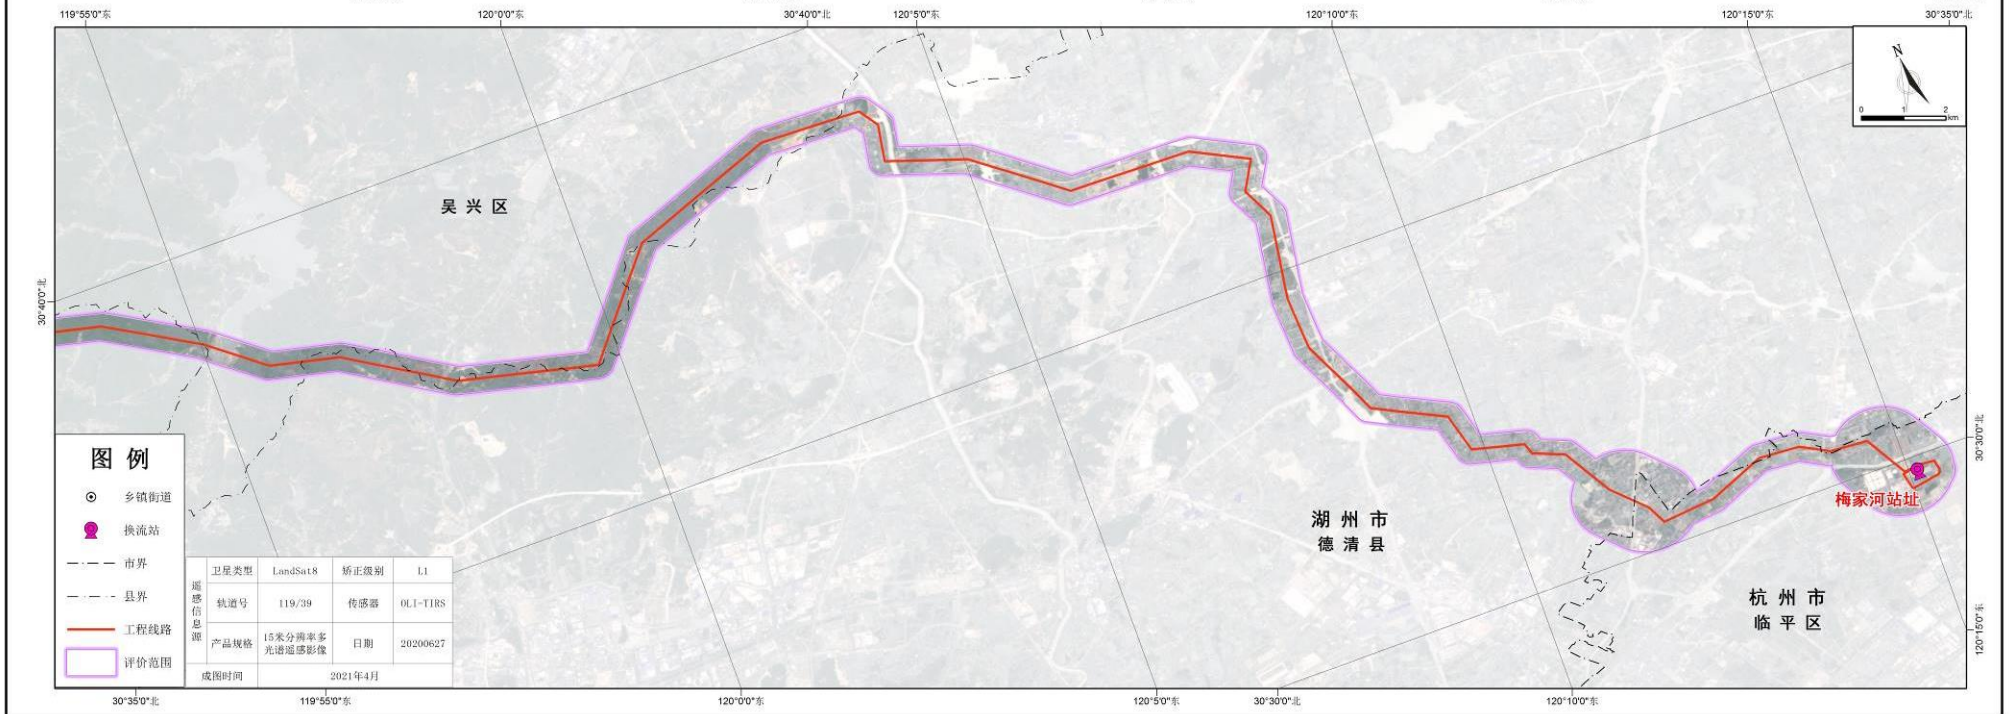 119°55'0"东
120°0'0"东
30°40'0"北
120°5'0"东
120°10'0"东
120°15'0"东
30°35'0"北
N
0 1 2
km
吴兴区
30°40'0"北
30°30'0"北
梅家河站址
湖州市
德清县
杭州市
临平区
120°15'0"东
图例
乡镇街道
换流站
市界
县界
工程线路
评价范围
遥感信息源
卫星类型 LandSat8 矫正级别 L1
轨道号 119/39 传感器 OLI-TIRS
产品规格 15米分辨率多
光谱遥感影像 日期 20200627
成图时间 2021年4月
30°35'0"北
119°55'0"东
120°0'0"东
120°5'0"东
30°30'0"北
120°10'0"东